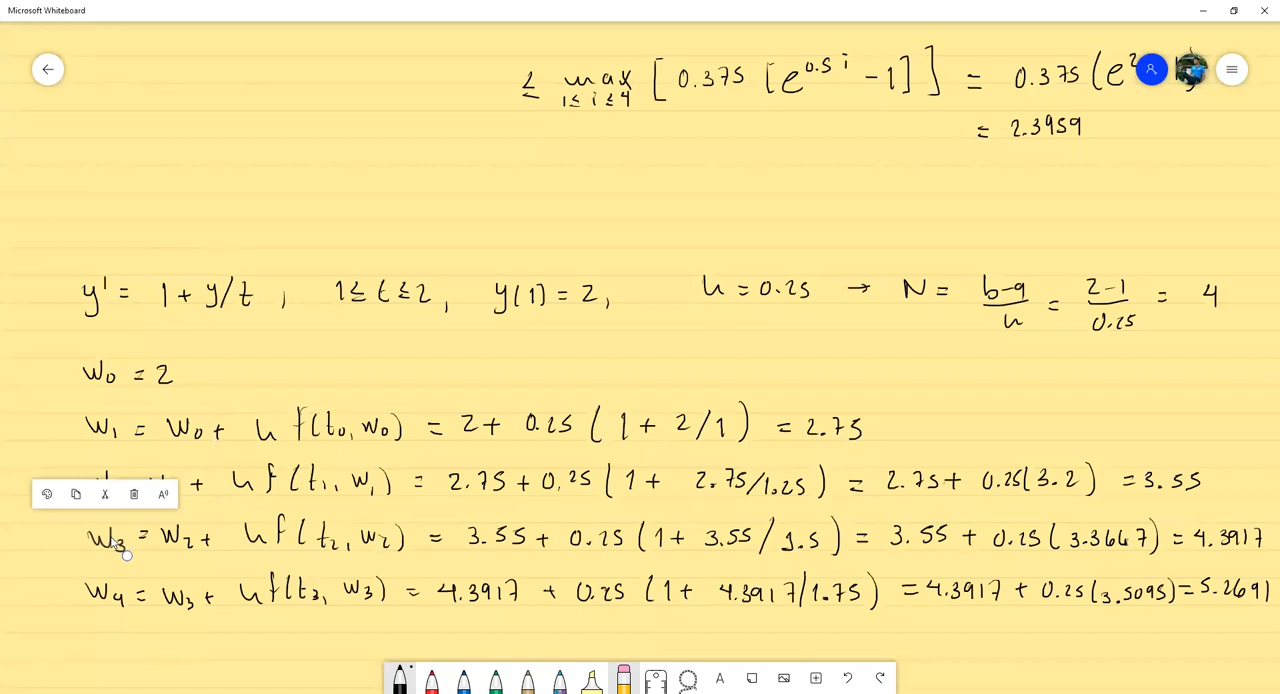 Microsoft Whiteboard
≤ max [0.375 [e^0.5i - 1]] = 0.375 (e^2
1≤i≤4
= 2.3959
y' = 1 + y/t, 1≤t≤2, y(1) = 2, h = 0.25 → N = b-a/h = 2-1/0.25 = 4
w₀ = 2
w₁ = w₀ + h f(t₀, w₀) = 2 + 0.25 (1 + 2/1) = 2.75
+ h f(t₁, w₁) = 2.75 + 0.25 (1 + 2.75/1.25) = 2.75 + 0.25(3.2) = 3.55
w₃ = w₂ + h f(t₂, w₂) = 3.55 + 0.25 (1 + 3.55/1.5) = 3.55 + 0.25(3.3667) = 4.3917
w₄ = w₃ + h f(t₃, w₃) = 4.3917 + 0.25 (1 + 4.3917/1.75) = 4.3917 + 0.25(3.5095) = 5.2691